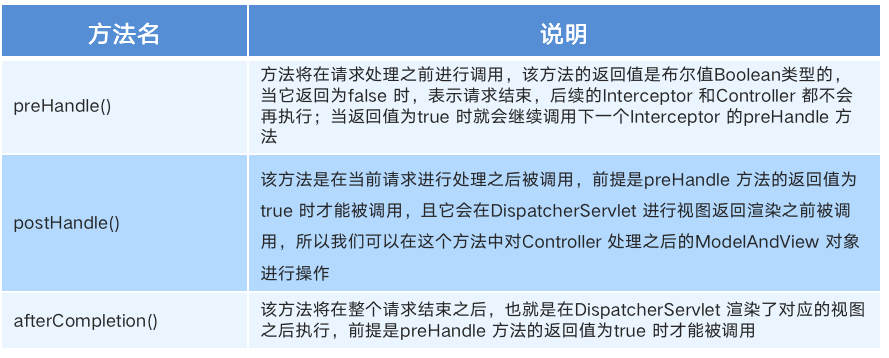 方法名
说明
preHandle()
方法将在请求处理之前进行调用，该方法的返回值是布尔值Boolean类型的，
当它返回为false 时，表示请求结束，后续的Interceptor 和Controller 都不会
再执行；当返回值为true 时就会继续调用下一个Interceptor 的preHandle 方
法
postHandle()
该方法是在当前请求进行处理之后被调用，前提是preHandle 方法的返回值为
true 时才能被调用，且它会在DispatcherServlet 进行视图返回渲染之前被调
用，所以我们可以在这个方法中对Controller 处理之后的ModelAndView 对象
进行操作
afterCompletion()
该方法将在整个请求结束之后，也就是在DispatcherServlet 渲染了对应的视图
之后执行，前提是preHandle 方法的返回值为true 时才能被调用